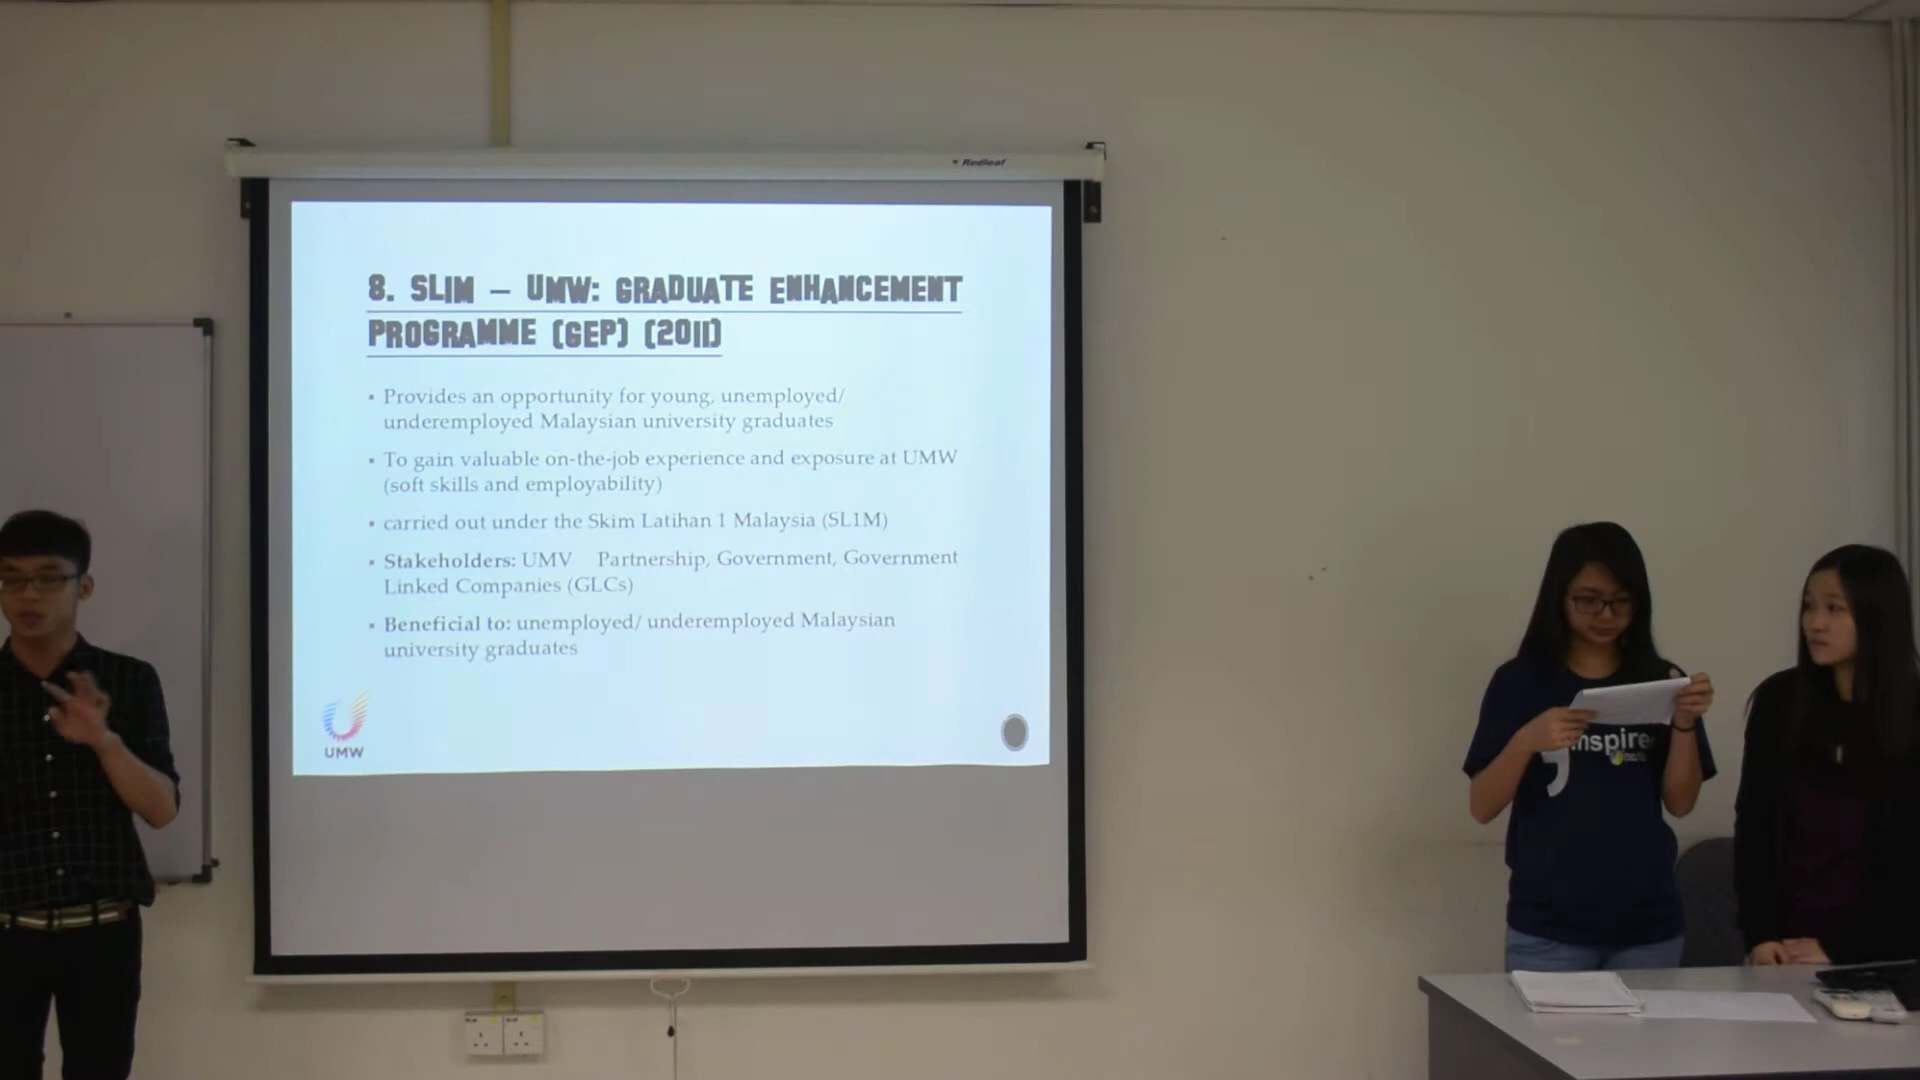 Redleaf
8. SLIM – UMW: GRADUATE ENHANCEMENT
PROGRAMME (GEP) (2011)
▪ Provides an opportunity for young, unemployed/
underemployed Malaysian university graduates
▪ To gain valuable on-the-job experience and exposure at UMW
(soft skills and employability)
▪ carried out under the Skim Latihan 1 Malaysia (SL1M)
▪ Stakeholders: UMV Partnership, Government, Government
Linked Companies (GLCs)
▪ Beneficial to: unemployed/ underemployed Malaysian
university graduates
UMW